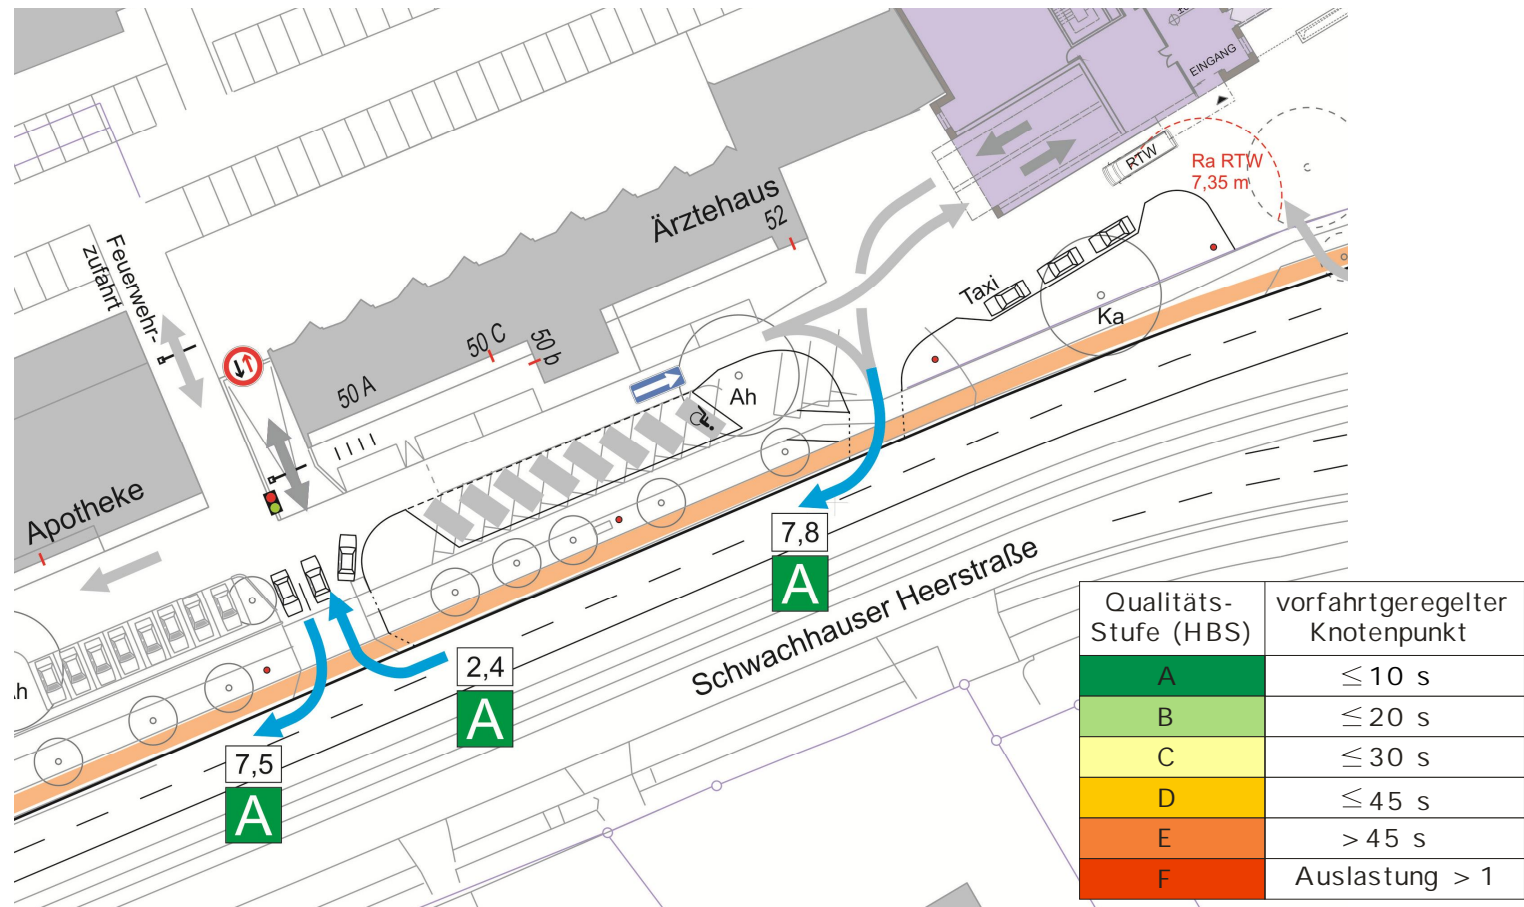 EINGANG
RTW
Ra RTW
7,35 m
Ärztehaus
52
Feuerwehr-
zufahrt
Taxi
Ka
50 C
50 b
50 A
Ah
Apotheke
7,8
A
Schwachhauser Heerstraße
2,4
A
7,5
A
.h
Qualitäts-
Stufe (HBS)
vorfahrtgeregelter
Knotenpunkt
A
≤ 10 s
B
≤ 20 s
C
≤ 30 s
D
≤ 45 s
E
> 45 s
F
Auslastung > 1